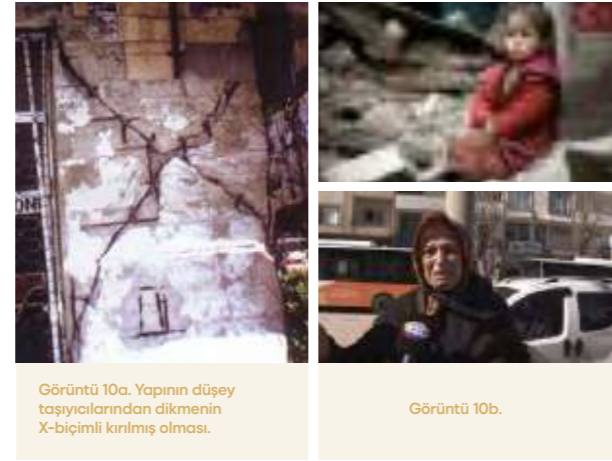 Görüntü 10a. Yapının düşey
taşıyıcılarından dikmenin
X-biçimli kırılmış olması.
Görüntü 10b.